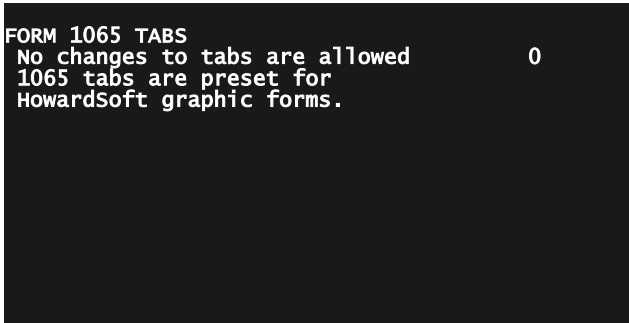 FORM 1065 TABS
No changes to tabs are allowed 0
1065 tabs are preset for
HowardSoft graphic forms.